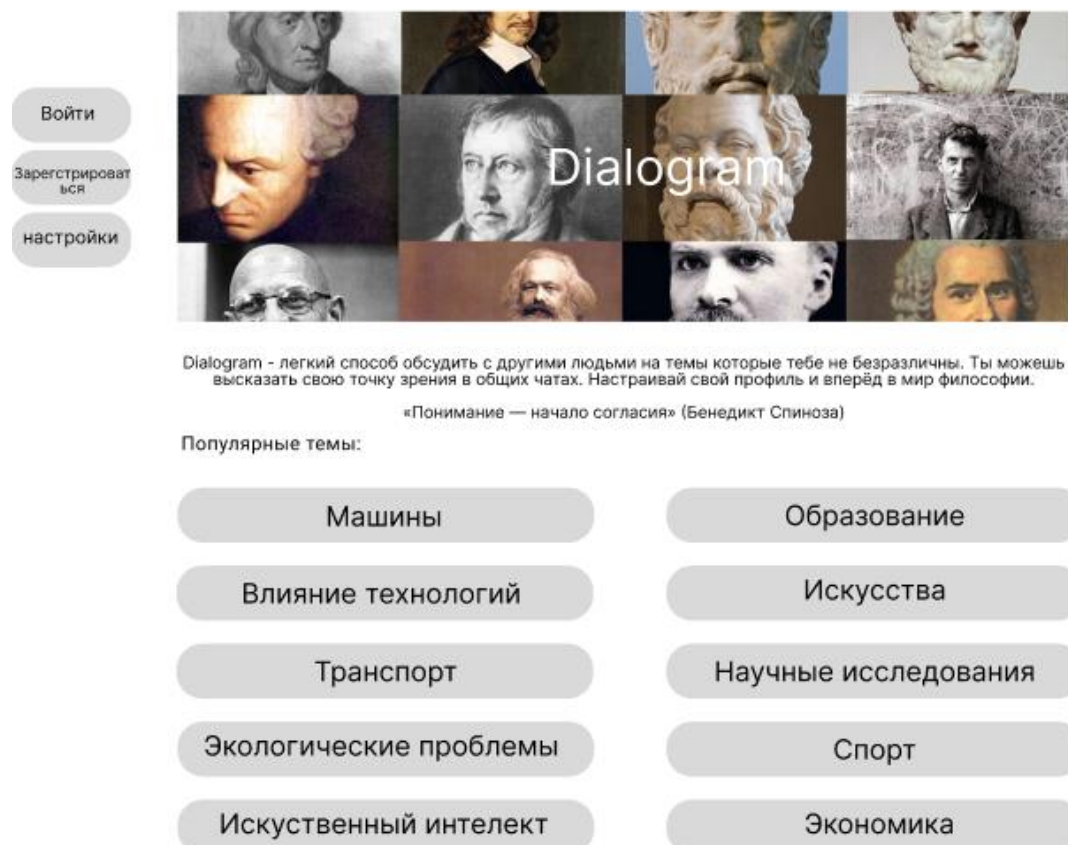 Войти
Зарегстрироват
ься
настройки
Dialogram
Dialogram - легкий способ обсудить с другими людьми на темы которые тебе не безразличны. Ты можешь
высказать свою точку зрения в общих чатах. Настраивай свой профиль и вперёд в мир философии.
«Понимание — начало согласия» (Бенедикт Спиноза)
Популярные темы:
Машины
Образование
Влияние технологий
Искусства
Транспорт
Научные исследования
Экологические проблемы
Спорт
Искуственный интелект
Экономика